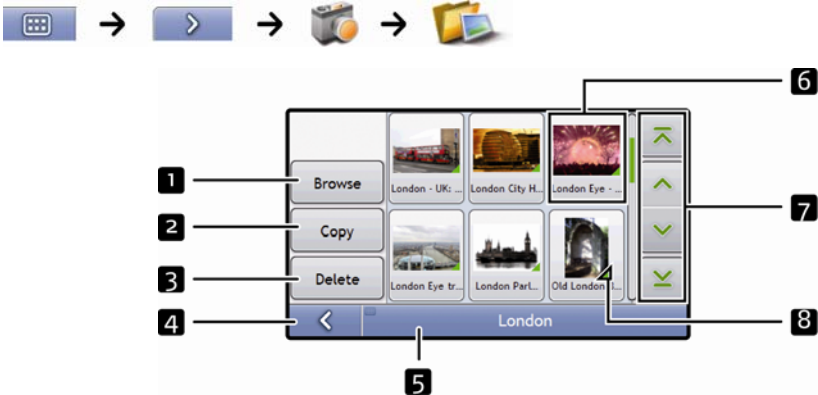 6
1
Browse
London - UK: ...
London City H...
London Eye - ...
7
2
Copy
3
Delete
London Eye tr...
London Parl...
Old London
4
London
8
5